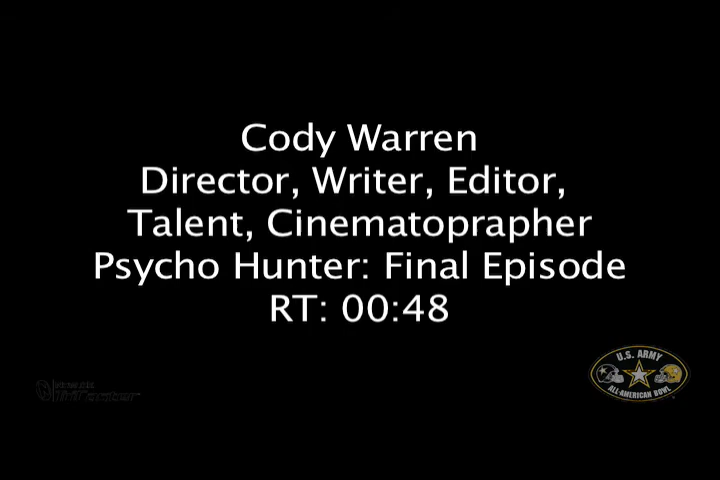 Cody Warren
Director, Writer, Editor,
Talent, Cinematoprapher
Psycho Hunter: Final Episode
RT: 00:48
U.S. ARMY
ALL-AMERICAN BOWL